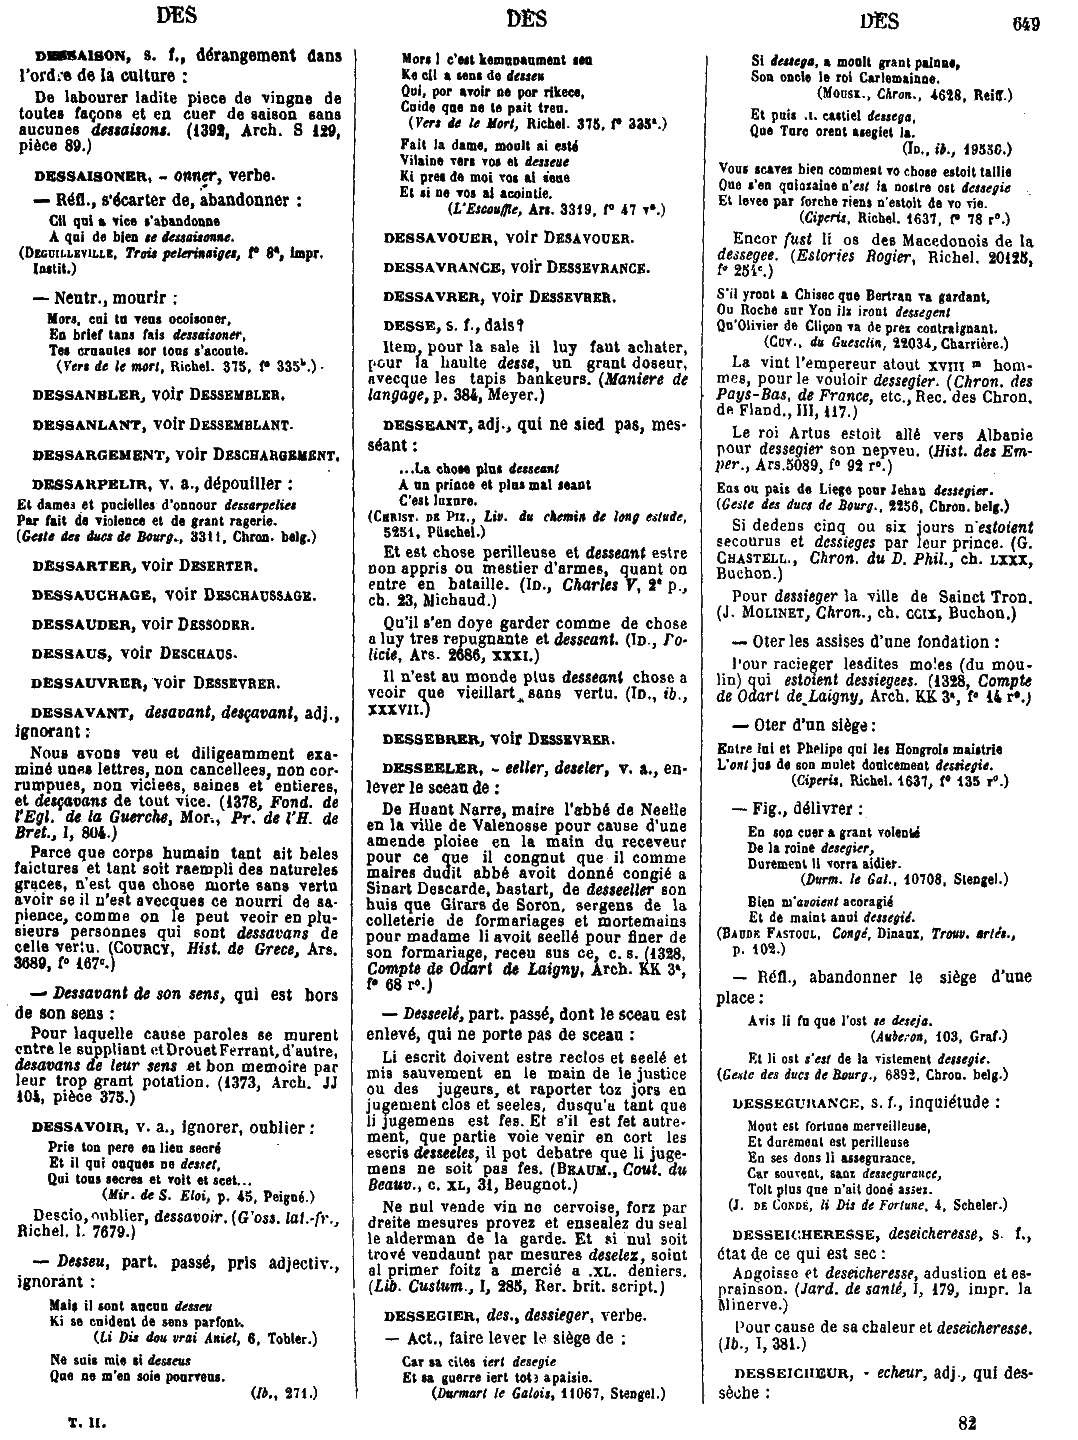 DES
DES
DES
649
DESSAISON, s. f., dérangement dans
l'ordre de la culture :
De labourer ladite piece de vingne de
toutes façons et en cuer de saison sans
aucunes dessaisons. (1392, Arch. S 129,
pièce 89.)
DESSAISONER, - onner, verbe.
— Réfl., s'écarter de, abandonner :
Cil qui a vice s'abandonne
A qui de bien se dessaisonne.
(DEGUILLEVILLE, Trois pelerinaiges, f° 8ª, impr.
Instit.)
— Neutr., mourir :
Mors, cui tu veus ocoisoner,
En brief tans fais dessaisoner,
Tes cruautes sor tous s'acoute.
(Vers de le mort, Richel. 375, f° 335ᵇ.)
DESSANBLER, voir DESSEMBLER.
DESSANLANT, voir DESSEMBLANT.
DESSARGEMENT, voir DESCHARGEMENT.
DESSARPELIR, v. a., dépouiller :
Et dames et pucielles d'onnour dessarpelies
Par fait de violence et de grant ragerie.
(Geste des ducs de Bourg., 3311, Chron. belg.)
DESSARTER, voir DESERTER.
DESSAUCHAGE, voir DESCHAUSSAGE.
DESSAUDER, voir DESSODRR.
DESSAUS, voir DESCHAUS.
DESSAUVRER, voir DESSEVRER.
DESSAVANT, desavant, desçavant, adj.,
ignorant :
Nous avons veu et diligeamment exa-
miné unes lettres, non cancellees, non cor-
rumpues, non viciees, saines et entieres,
et desçavans de tout vice. (1378, Fond. de
l'Egl. de la Guerche, Mor., Pr. de l'H. de
Bret., I, 804.)
Parce que corps humain tant ait beles
faictures et tant soit raempli des natureles
graces, n'est que chose morte sans vertu
avoir se il n'est avecques ce nourri de sa-
pience, comme on le peut veoir en plu-
sieurs personnes qui sont dessavans de
celle vertu. (COURCY, Hist. de Grece, Ars.
3689, f° 167ᶜ.)
— Dessavant de son sens, qui est hors
de son sens :
Pour laquelle cause paroles se murent
entre le suppliant et Drouet Ferrant, d'autre,
desavans de leur sens et bon memoire par
leur trop grant potation. (1373, Arch. JJ
104, pièce 375.)
DESSAVOIR, v. a., ignorer, oublier :
Prie ton pere en lieu secré
Et il qui onques ne desset,
Qui tous secres et voit et scet...
(Mir. de S. Eloi, p. 45, Peigné.)
Descio, oublier, dessavoir. (Gloss. lat.-fr.,
Richel. l. 7679.)
— Desseu, part. passé, pris adjectiv.,
ignorant :
Mais il sont aucun desseu
Ki se cuident de sens parfont.
(Li Dis dou vrai Aniel, 6, Tobler.)
Ne suis mie si desseus
Que ne m'en soie pourveus.
(Ib., 271.)
T. II.
Mors ! c'est kemunaument seu
Ke cil a sens de desseu
Qui, por avoir ne por rikece,
Cuide que ne te pait treu.
(Vers de le Mort, Richel. 375, f° 335ª.)
Fait la dame, moult ai esté
Vilaine vers vos et desseue
Ki pres de moi vos ai seue
Et si ne vos ai acointie.
(L'Escouffle, Ars. 3319, f° 47 v°.)
DESSAVOUER, voir DESAVOUER.
DESSAVRANCE, voir DESSEVRANCE.
DESSAVRER, voir DESSEVRER.
DESSE, s. f., dais?
Item, pour la sale il luy faut achater,
pour la haulte desse, un grant doseur,
avecque les tapis bankeurs. (Maniere de
langage, p. 384, Meyer.)
DESSEANT, adj., qui ne sied pas, mes-
séant :
...La chose plus desseant
A un prince et plus mal seant
C'est luxure.
(CHRIST. DE PIZ., Liv. du chemin de long estude,
5251, Püschel.)
Et est chose perilleuse et desseant estre
non appris ou mestier d'armes, quant on
entre en bataille. (ID., Charles V, 2ᵉ p.,
ch. 23, Michaud.)
Qu'il s'en doye garder comme de chose
a luy tres repugnante et desseant. (ID., Po-
licie, Ars. 2686, XXXI.)
Il n'est au monde plus desseant chose a
veoir que vieillart sans vertu. (ID., ib.,
XXXVII.)
DESSEBRER, voir DESSEVRER.
DESSEELER, - eeller, deseler, v. a., en-
lever le sceau de :
De Huant Narre, maire l'abbé de Neelle
en la ville de Valenosse pour cause d'une
amende ploiee en la main du receveur
pour ce que il congnut que il comme
maires dudit abbé avoit donné congié a
Sinart Descarde, bastart, de desseeller son
huis que Girars de Soron, sergens de la
colleterie de formariages et mortemains
pour madame li avoit seellé pour finer de
son formariage, receu sus ce, c. s. (1328,
Compte de Odart de Laigny, Arch. KK 3ª,
f° 68 r°.)
— Desseelé, part. passé, dont le sceau est
enlevé, qui ne porte pas de sceau :
Li escrit doivent estre reclos et seelé et
mis sauvement en le main de le justice
ou des jugeurs, et raporter toz jors en
jugement clos et seeles, dusqu'a tant que
li jugemens est fes. Et s'il est fet autre-
ment, que partie voie venir en cort les
escris desseeles, il pot debatre que li juge-
mens ne soit pas fes. (BEAUM., Cout. du
Beauv., c. XL, 31, Beugnot.)
Ne nul vende vin ne cervoise, forz par
dreite mesures provez et ensealez du seal
le alderman de la garde. Et si nul soit
trové vendaunt par mesures deselez, soint
al primer foitz a mercié a .XL. deniers.
(Lib. Custum., I, 285, Rer. brit. script.)
DESSEGIER, des., dessieger, verbe.
— Act., faire lever le siège de :
Car sa cites iert desegie
Et sa guerre iert tote apaisie.
(Durmart le Galois, 11067, Stengel.)
Si dessega, a moult grant painne,
Son oncle le roi Carlemainne.
(MOUSK., Chron., 4628, Reiff.)
Et puis .I. castiel dessega,
Que Turc orent asegiet la.
(ID., ib., 19556.)
Vous scavez bien comment vo chose estoit taillie
Que s'en quinzaine n'est la nostre ost dessegie
Et levee par forche riens n'estoit de vo vie.
(Ciperis, Richel. 1637, f° 78 r°.)
Encor fust li os des Macedonois de la
dessegee. (Estories Rogier, Richel. 20125,
f° 254ᶜ.)
S'il yront a Chisec que Bertran va gardant,
Ou Roche sur Yon ilz iront dessegent
Qu'Olivier de Cliçon va de prez contraignant.
(CUV., du Guesclin, 22034, Charrière.)
La vint l'empereur atout XVIII ᵐ hom-
mes, pour le vouloir dessegier. (Chron. des
Pays-Bas, de France, etc., Rec. des Chron.
de Fland., III, 117.)
Le roi Artus estoit allé vers Albanie
pour dessegier son nepveu. (Hist. des Em-
per., Ars. 5089, f° 92 r°.)
Ens ou pais de Liege pour Jehan dessegier.
(Geste des ducs de Bourg., 2256, Chron. belg.)
Si dedens cinq ou six jours n'estoient
secourus et dessieges par leur prince. (G.
CHASTELL., Chron. du D. Phil., ch. LXXX,
Buchon.)
Pour dessieger la ville de Sainct Tron.
(J. MOLINET, Chron., ch. CCIX, Buchon.)
— Oter les assises d'une fondation :
Pour racieger lesdites moles (du mou-
lin) qui estoient dessiegees. (1328, Compte
de Odart de Laigny, Arch. KK 3ª, f° 14 r°.)
— Oter d'un siège :
Entre lui et Phelipe qui les Hongrois maistrie
L'ont jus de son mulet doulcement dessiegie.
(Ciperis, Richel. 1637, f° 135 r°.)
— Fig., délivrer :
En son cuer a grant volenté
De la roine desegier,
Durement li vorra aidier.
(Durm. le Gal., 10708, Stengel.)
Bien m'avoient acoragié
Et de maint anui dessegié.
(BAUDE FASTOUL, Congé, Dinaux, Trouv. artés.,
p. 102.)
— Réfl., abandonner le siège d'une
place :
Avis li fu que l'ost se deseja.
(Auberon, 103, Graf.)
Et li ost s'est de la vistement dessegie.
(Geste des ducs de Bourg., 6892, Chron. belg.)
DESSEGURANCE, s. f., inquiétude :
Mout est fortune merveilleuse,
Et durement est perilleuse
En ses dons li assegurance,
Car souvent, sanz dessegurance,
Tolt plus que n'ait doné assez.
(J. DE CONDÉ, li Dis de Fortune, 4, Scheler.)
DESSEICHERESSE, deseicheresse, s. f.,
état de ce qui est sec :
Angoisse et deseicheresse, adustion et es-
prainson. (Jard. de santé, I, 179, impr. la
Minerve.)
Pour cause de sa chaleur et deseicheresse.
(Ib., I, 381.)
DESSEICHEUR, - echeur, adj., qui des-
sèche :
82